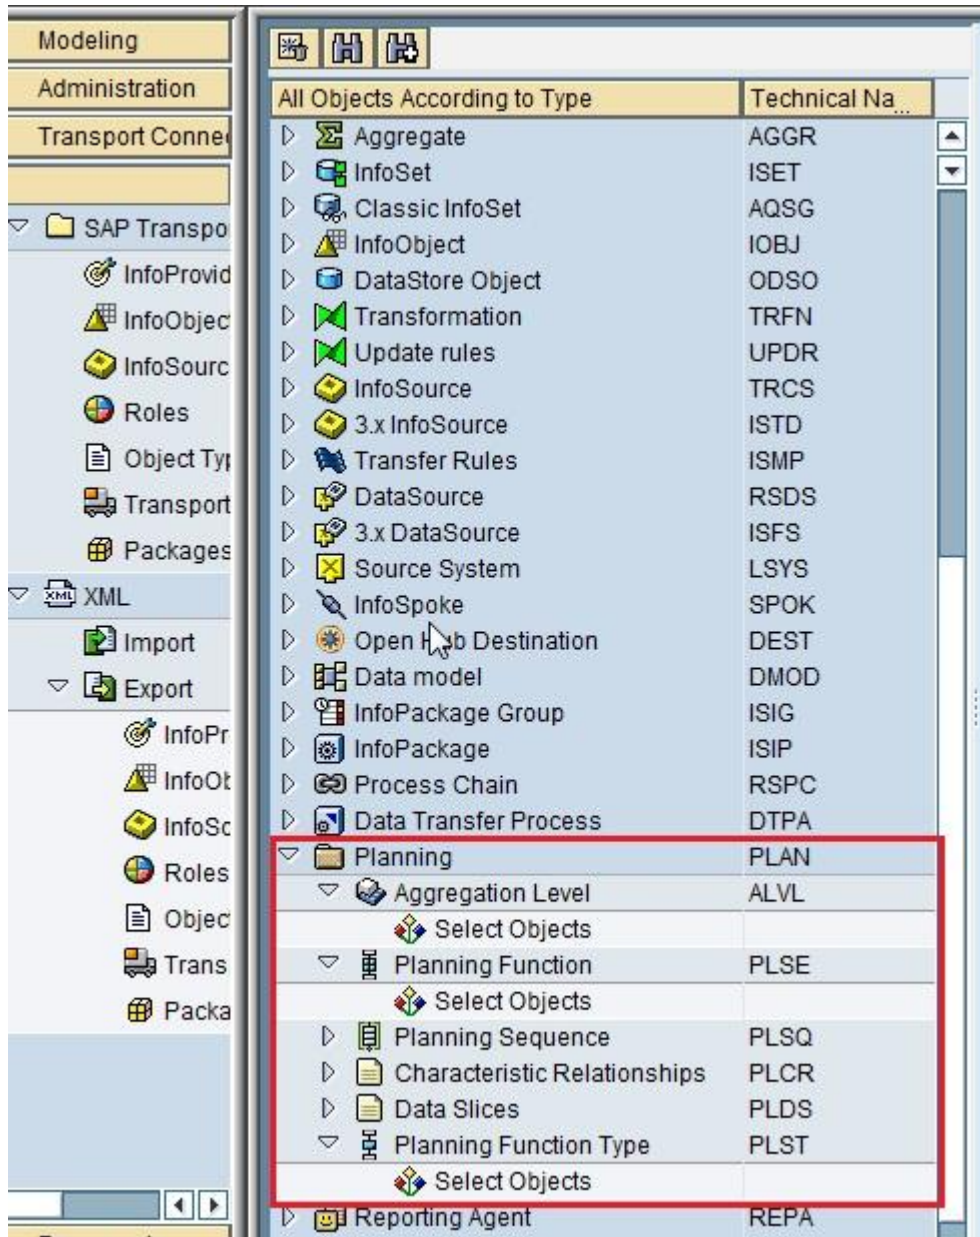 Modeling
Administration
Transport Conne
SAP Transpo
InfoProvid
InfoObjec
InfoSourc
Roles
Object Typ
Transport
Packages
XML
Import
Export
InfoPr
InfoOb
InfoSo
Roles
Objec
Trans
Packa
All Objects According to Type Technical Na...
Aggregate AGGR
InfoSet ISET
Classic InfoSet AQSG
InfoObject IOBJ
DataStore Object ODSO
Transformation TRFN
Update rules UPDR
InfoSource TRCS
3.x InfoSource ISTD
Transfer Rules ISMP
DataSource RSDS
3.x DataSource ISFS
Source System LSYS
InfoSpoke SPOK
Open Hub Destination DEST
Data model DMOD
InfoPackage Group ISIG
InfoPackage ISIP
Process Chain RSPC
Data Transfer Process DTPA
Planning PLAN
Aggregation Level ALVL
Select Objects
Planning Function PLSE
Select Objects
Planning Sequence PLSQ
Characteristic Relationships PLCR
Data Slices PLDS
Planning Function Type PLST
Select Objects
Reporting Agent REPA